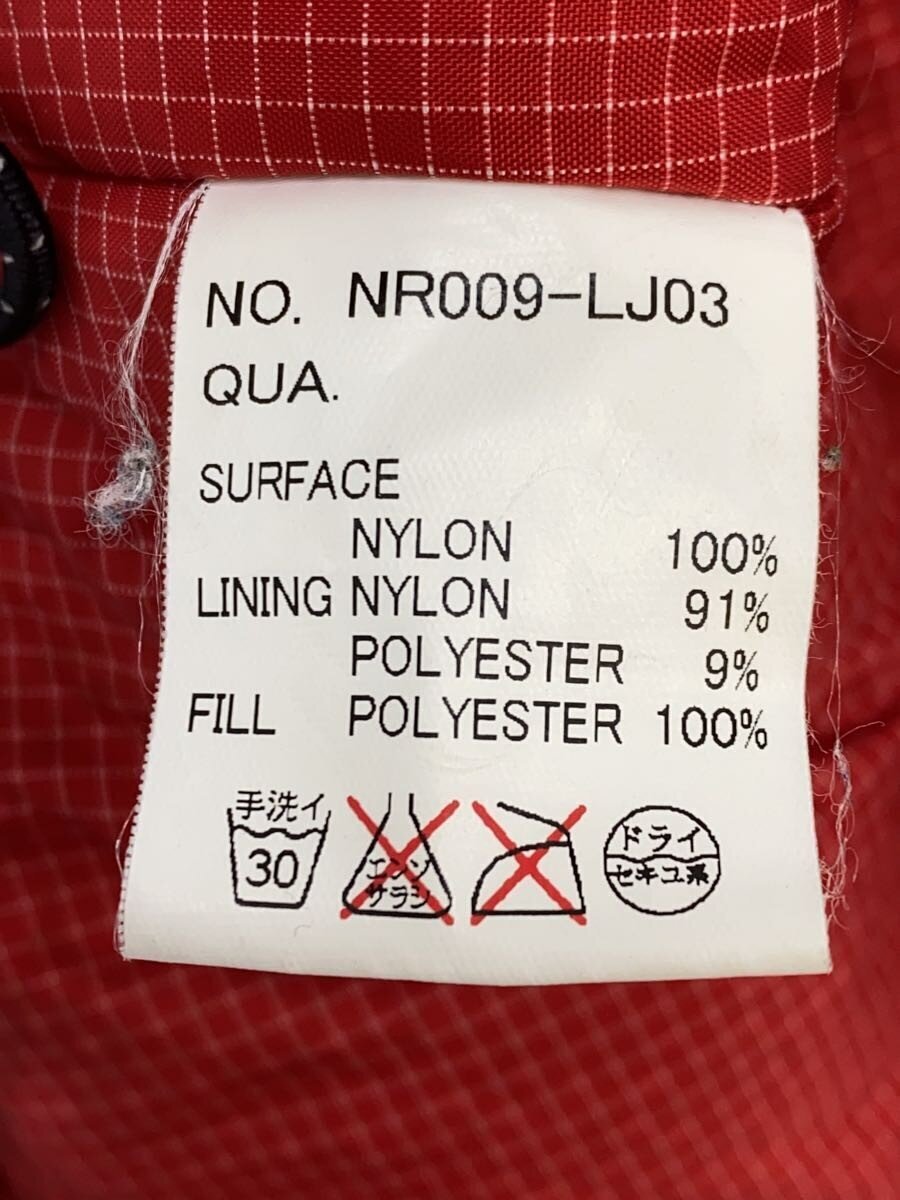 NO. NR009-LJ03
QUA.
SURFACE
NYLON 100%
LINING NYLON 91%
POLYESTER 9%
FILL POLYESTER 100%
手洗イ
30
エンソ
サラシ
ドライ
セキユ系